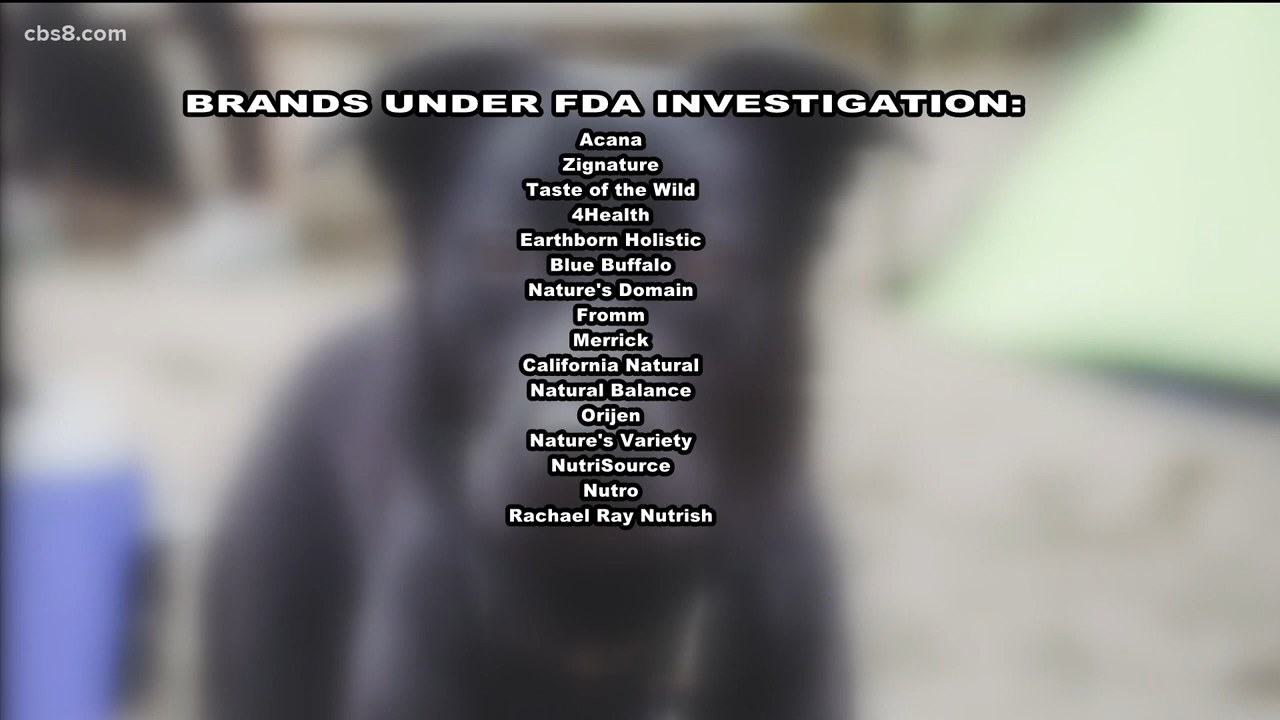 cbs8.com
BRANDS UNDER FDA INVESTIGATION:
Acana
Zignature
Taste of the Wild
4Health
Earthborn Holistic
Blue Buffalo
Nature's Domain
Fromm
Merrick
California Natural
Natural Balance
Orijen
Nature's Variety
NutriSource
Nutro
Rachael Ray Nutrish